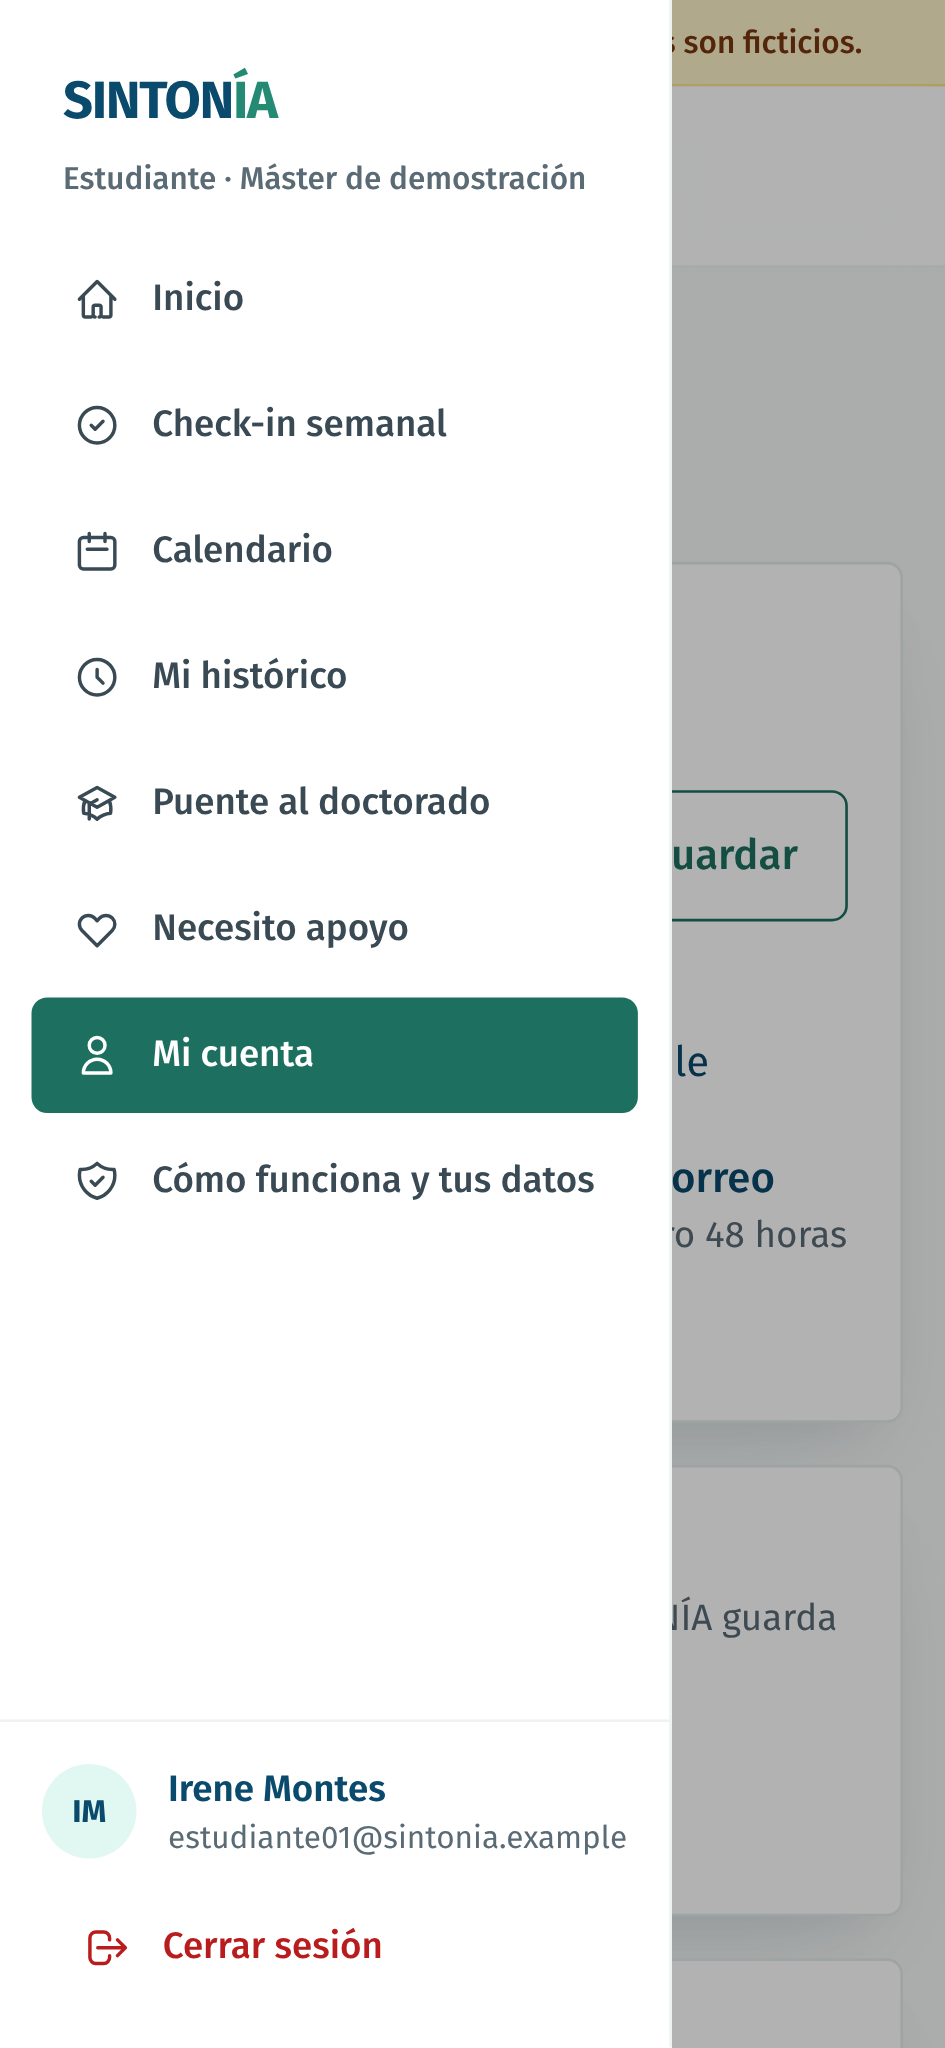 SINTONÍA
Estudiante · Máster de demostración
Inicio
Check-in semanal
Calendario
Mi histórico
Puente al doctorado
Necesito apoyo
Mi cuenta
Cómo funciona y tus datos
IM
Irene Montes
estudiante01@sintonia.example
Cerrar sesión
son ficticios.
uardar
le
orreo
48 horas
NÍA guarda